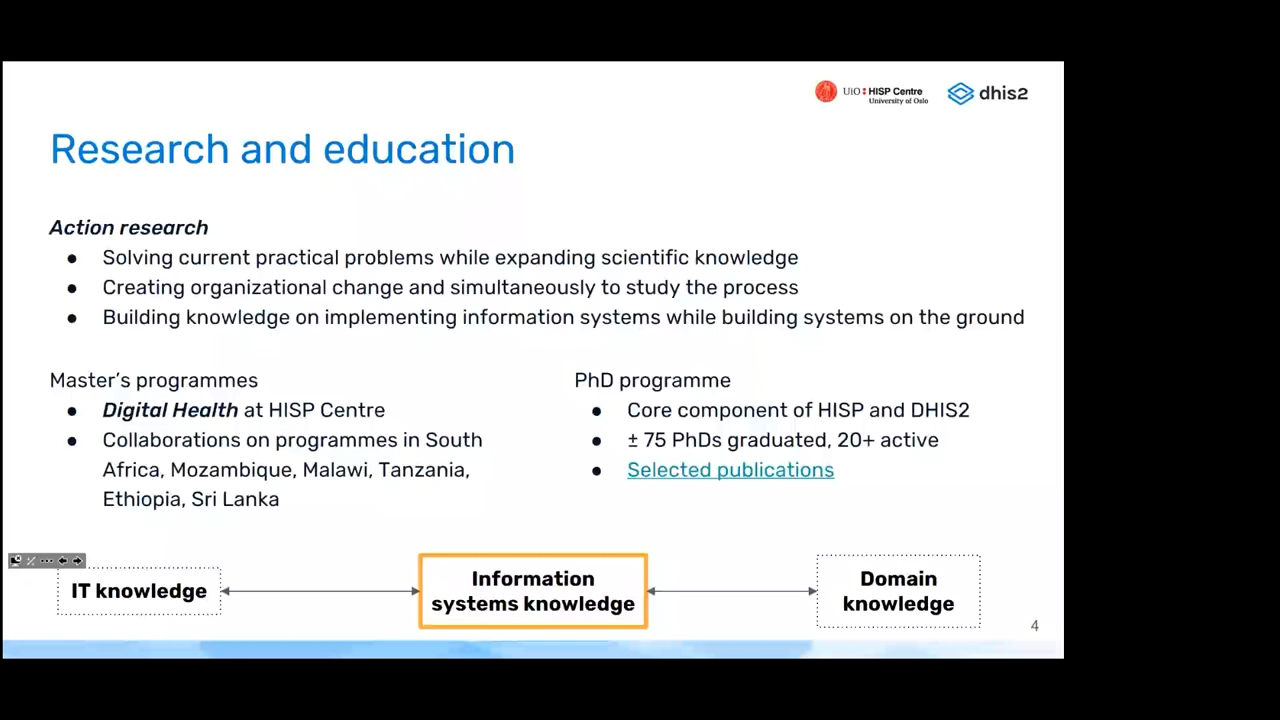 UiO : HISP Centre
University of Oslo
dhis2
Research and education
Action research
● Solving current practical problems while expanding scientific knowledge
● Creating organizational change and simultaneously to study the process
● Building knowledge on implementing information systems while building systems on the ground
Master's programmes
● Digital Health at HISP Centre
● Collaborations on programmes in South
Africa, Mozambique, Malawi, Tanzania,
Ethiopia, Sri Lanka
PhD programme
● Core component of HISP and DHIS2
● ± 75 PhDs graduated, 20+ active
● Selected publications
IT knowledge
Information
systems knowledge
Domain
knowledge
4